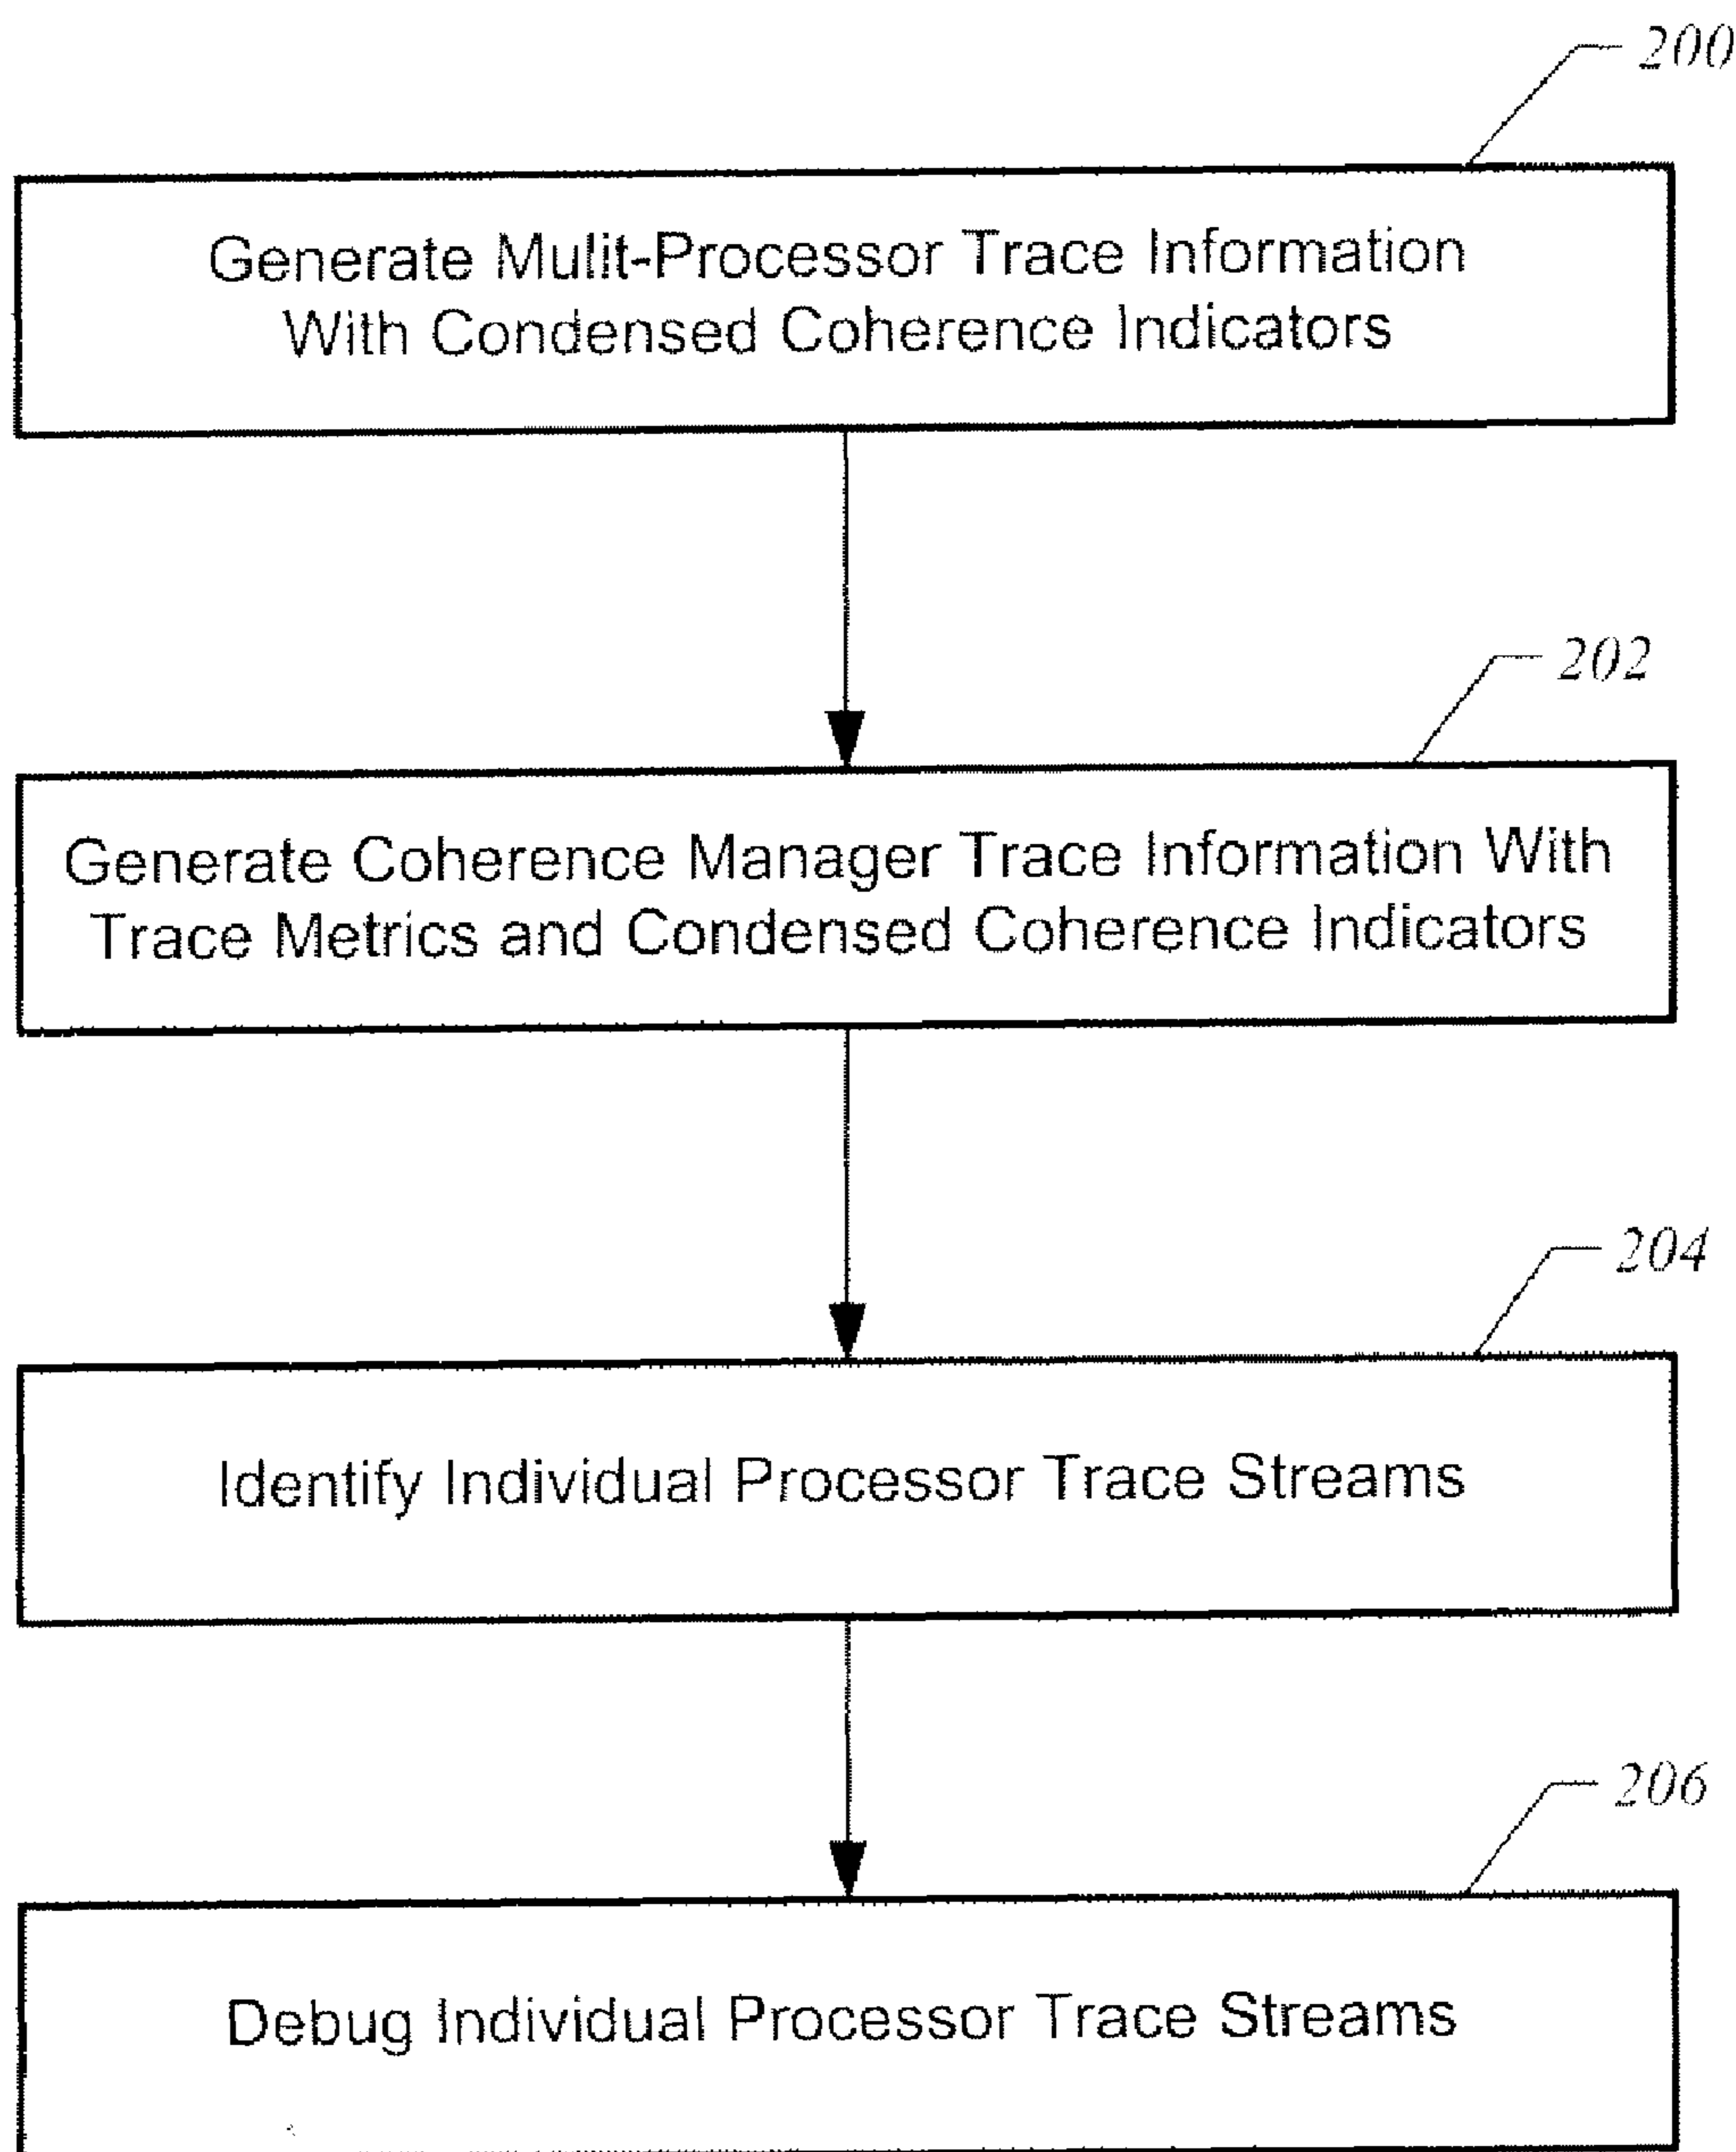 200
Generate Mulit-Processor Trace Information
With Condensed Coherence Indicators
202
Generate Coherence Manager Trace Information With
Trace Metrics and Condensed Coherence Indicators
204
Identify Individual Processor Trace Streams
206
Debug Individual Processor Trace Streams